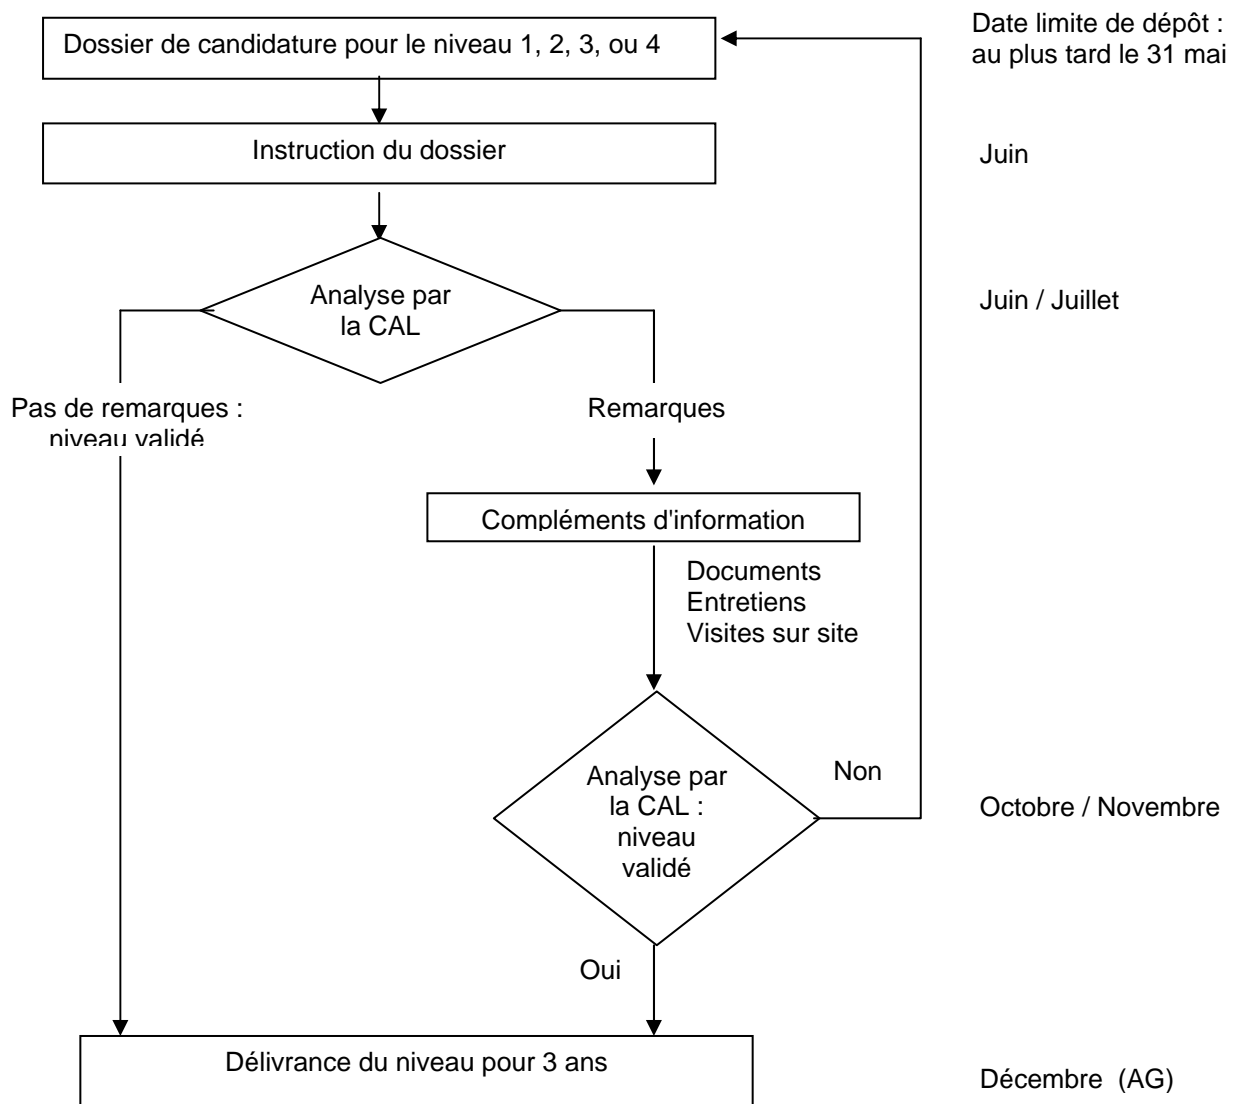 Date limite de dépôt :
au plus tard le 31 mai
Dossier de candidature pour le niveau 1, 2, 3, ou 4
Instruction du dossier
Juin
Analyse par
la CAL
Juin / Juillet
Pas de remarques :
niveau validé
Remarques
Compléments d'information
Documents
Entretiens
Visites sur site
Analyse par
la CAL :
niveau
validé
Non
Octobre / Novembre
Oui
Délivrance du niveau pour 3 ans
Décembre (AG)